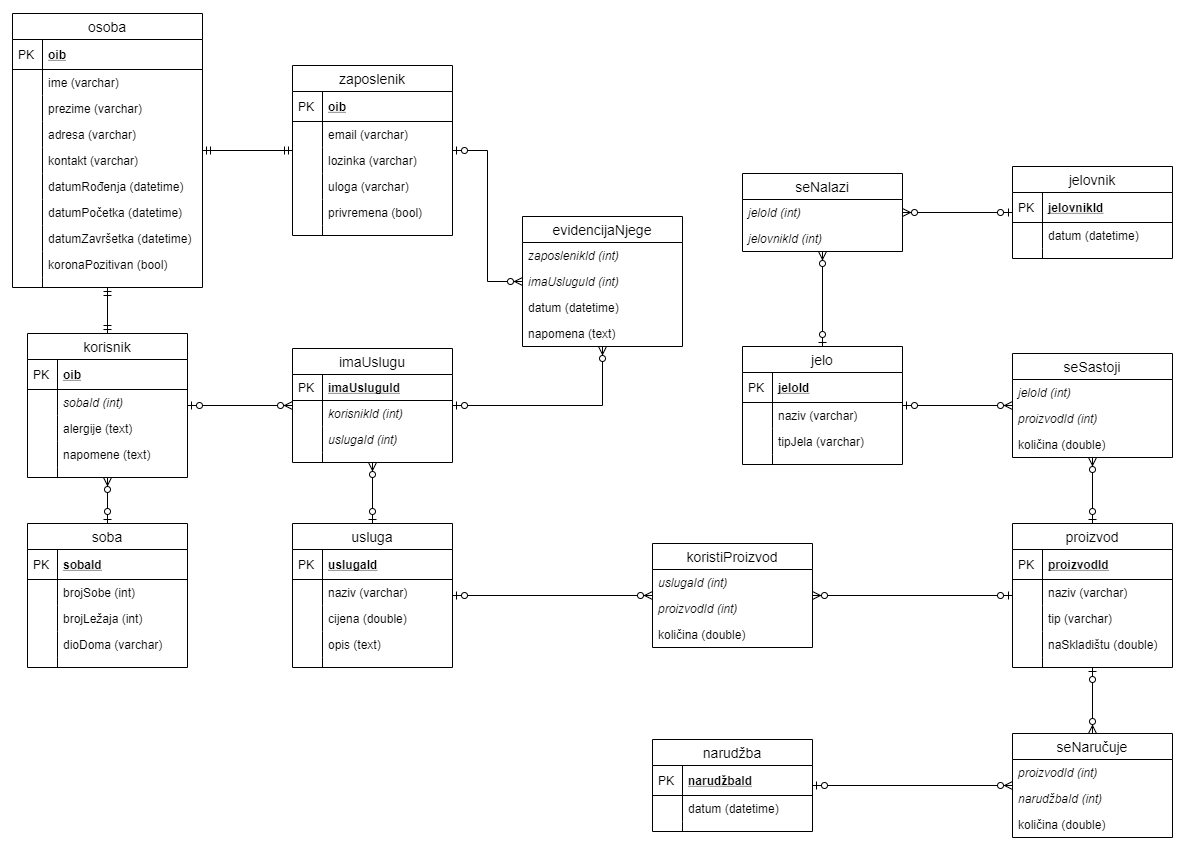 osoba
PK oib
ime (varchar)
prezime (varchar)
adresa (varchar)
kontakt (varchar)
datumRođenja (datetime)
datumPočetka (datetime)
datumZavršetka (datetime)
koronaPozitivan (bool)
zaposlenik
PK oib
email (varchar)
lozinka (varchar)
uloga (varchar)
privremena (bool)
evidencijaNjege
zaposlenikId (int)
imaUsluguId (int)
datum (datetime)
napomena (text)
seNalazi
jeloId (int)
jelovnikId (int)
jelovnik
PK jelovnikId
datum (datetime)
korisnik
PK oib
sobaId (int)
alergije (text)
napomene (text)
imaUslugu
PK imaUsluguId
korisnikId (int)
uslugaId (int)
jelo
PK jeloId
naziv (varchar)
tipJela (varchar)
seSastoji
jeloId (int)
proizvodId (int)
količina (double)
soba
PK sobaId
brojSobe (int)
brojLežaja (int)
dioDoma (varchar)
usluga
PK uslugaId
naziv (varchar)
cijena (double)
opis (text)
koristiProizvod
uslugaId (int)
proizvodId (int)
količina (double)
proizvod
PK proizvodId
naziv (varchar)
tip (varchar)
naSkladištu (double)
narudžba
PK narudžbaId
datum (datetime)
seNaručuje
proizvodId (int)
narudžbaId (int)
količina (double)